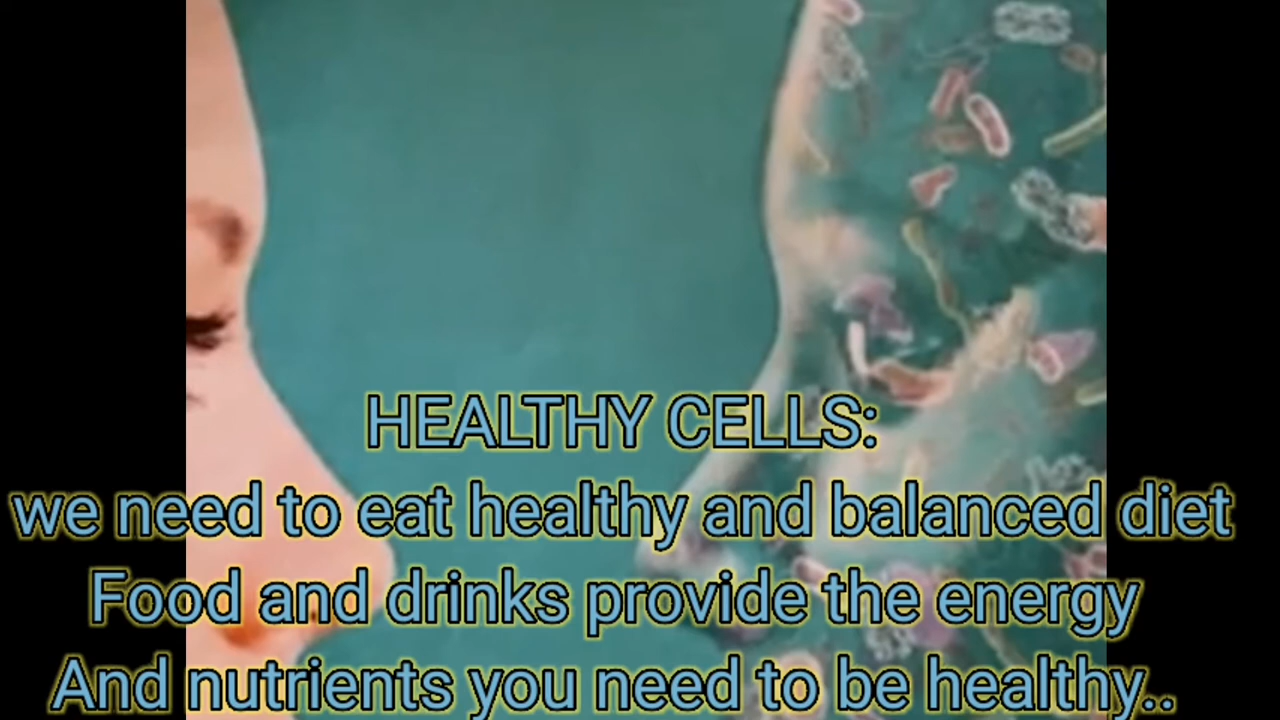 HEALTHY CELLS:
we need to eat healthy and balanced diet
Food and drinks provide the energy
And nutrients you need to be healthy..